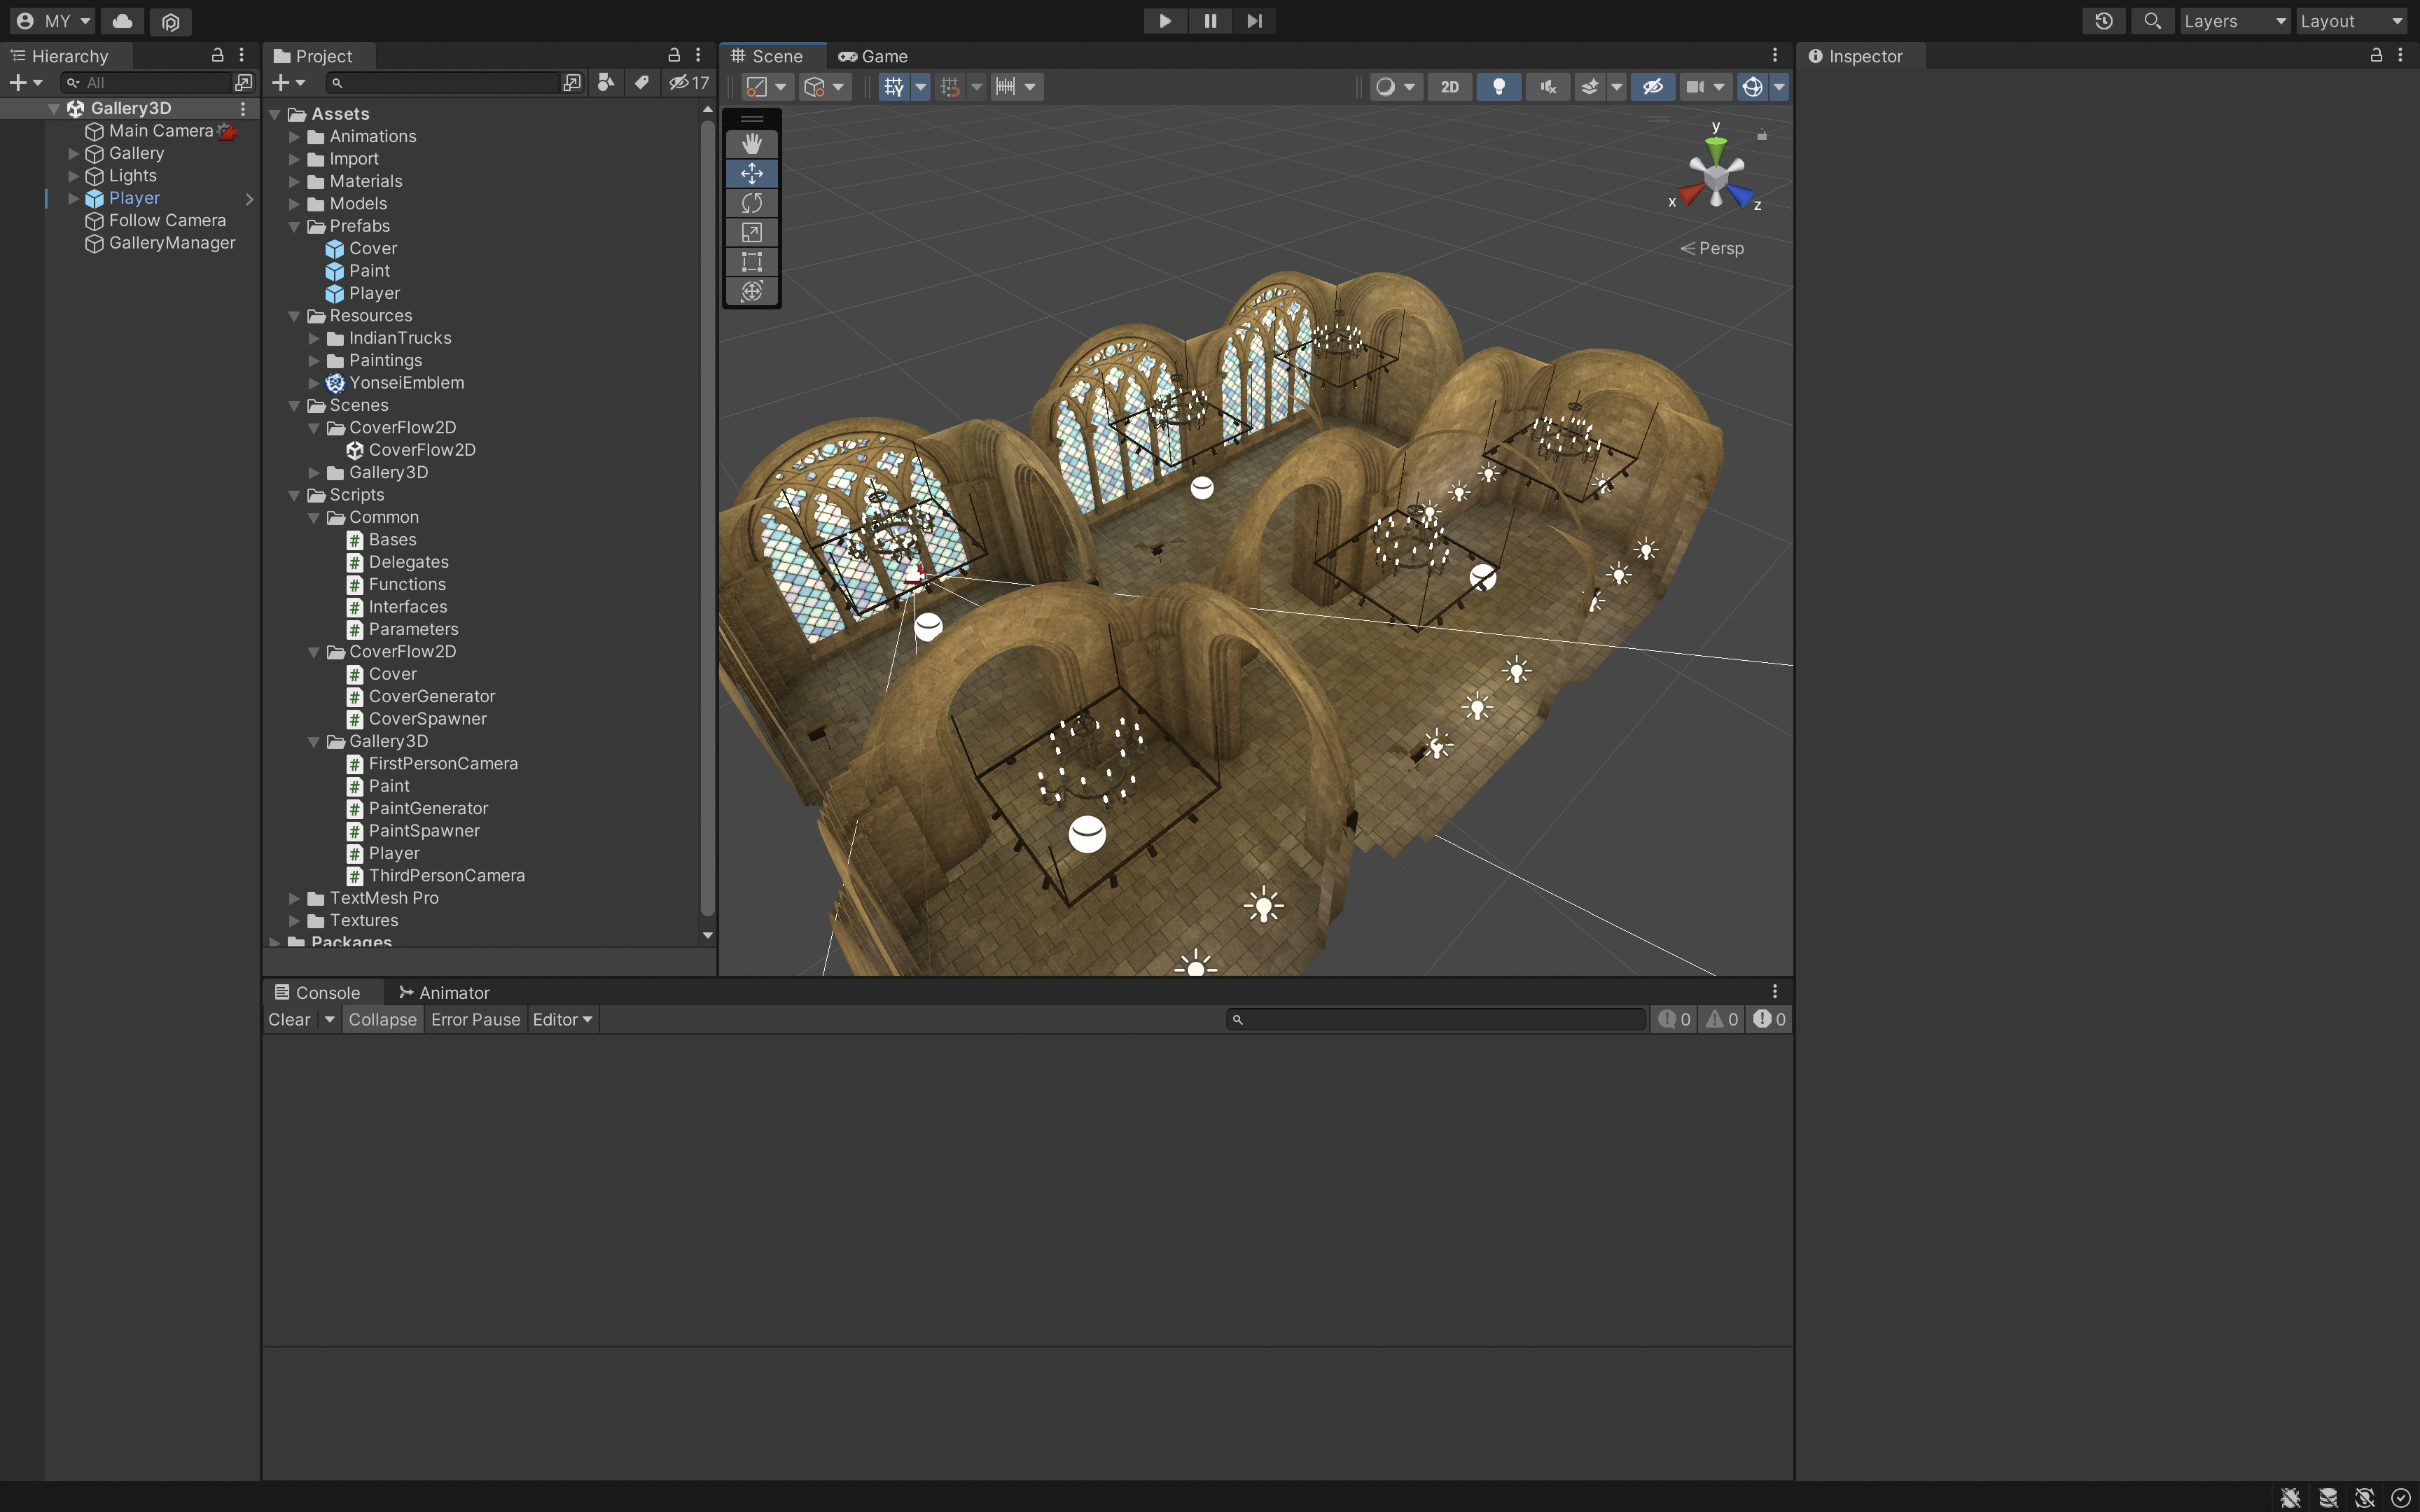 MY
Layers
Layout
Hierarchy
All
Gallery3D
Main Camera
Gallery
Lights
Player
Follow Camera
GalleryManager
Project
17
Assets
Animations
Import
Materials
Models
Prefabs
Cover
Paint
Player
Resources
IndianTrucks
Paintings
YonseiEmblem
Scenes
CoverFlow2D
CoverFlow2D
Gallery3D
Scripts
Common
# Bases
# Delegates
# Functions
# Interfaces
# Parameters
CoverFlow2D
# Cover
# CoverGenerator
# CoverSpawner
Gallery3D
# FirstPersonCamera
# Paint
# PaintGenerator
# PaintSpawner
# Player
# ThirdPersonCamera
TextMesh Pro
Textures
Packages
Scene
Game
2D
y
x
z
Persp
Console
Animator
Clear
Collapse
Error Pause
Editor
0
0
0
Inspector